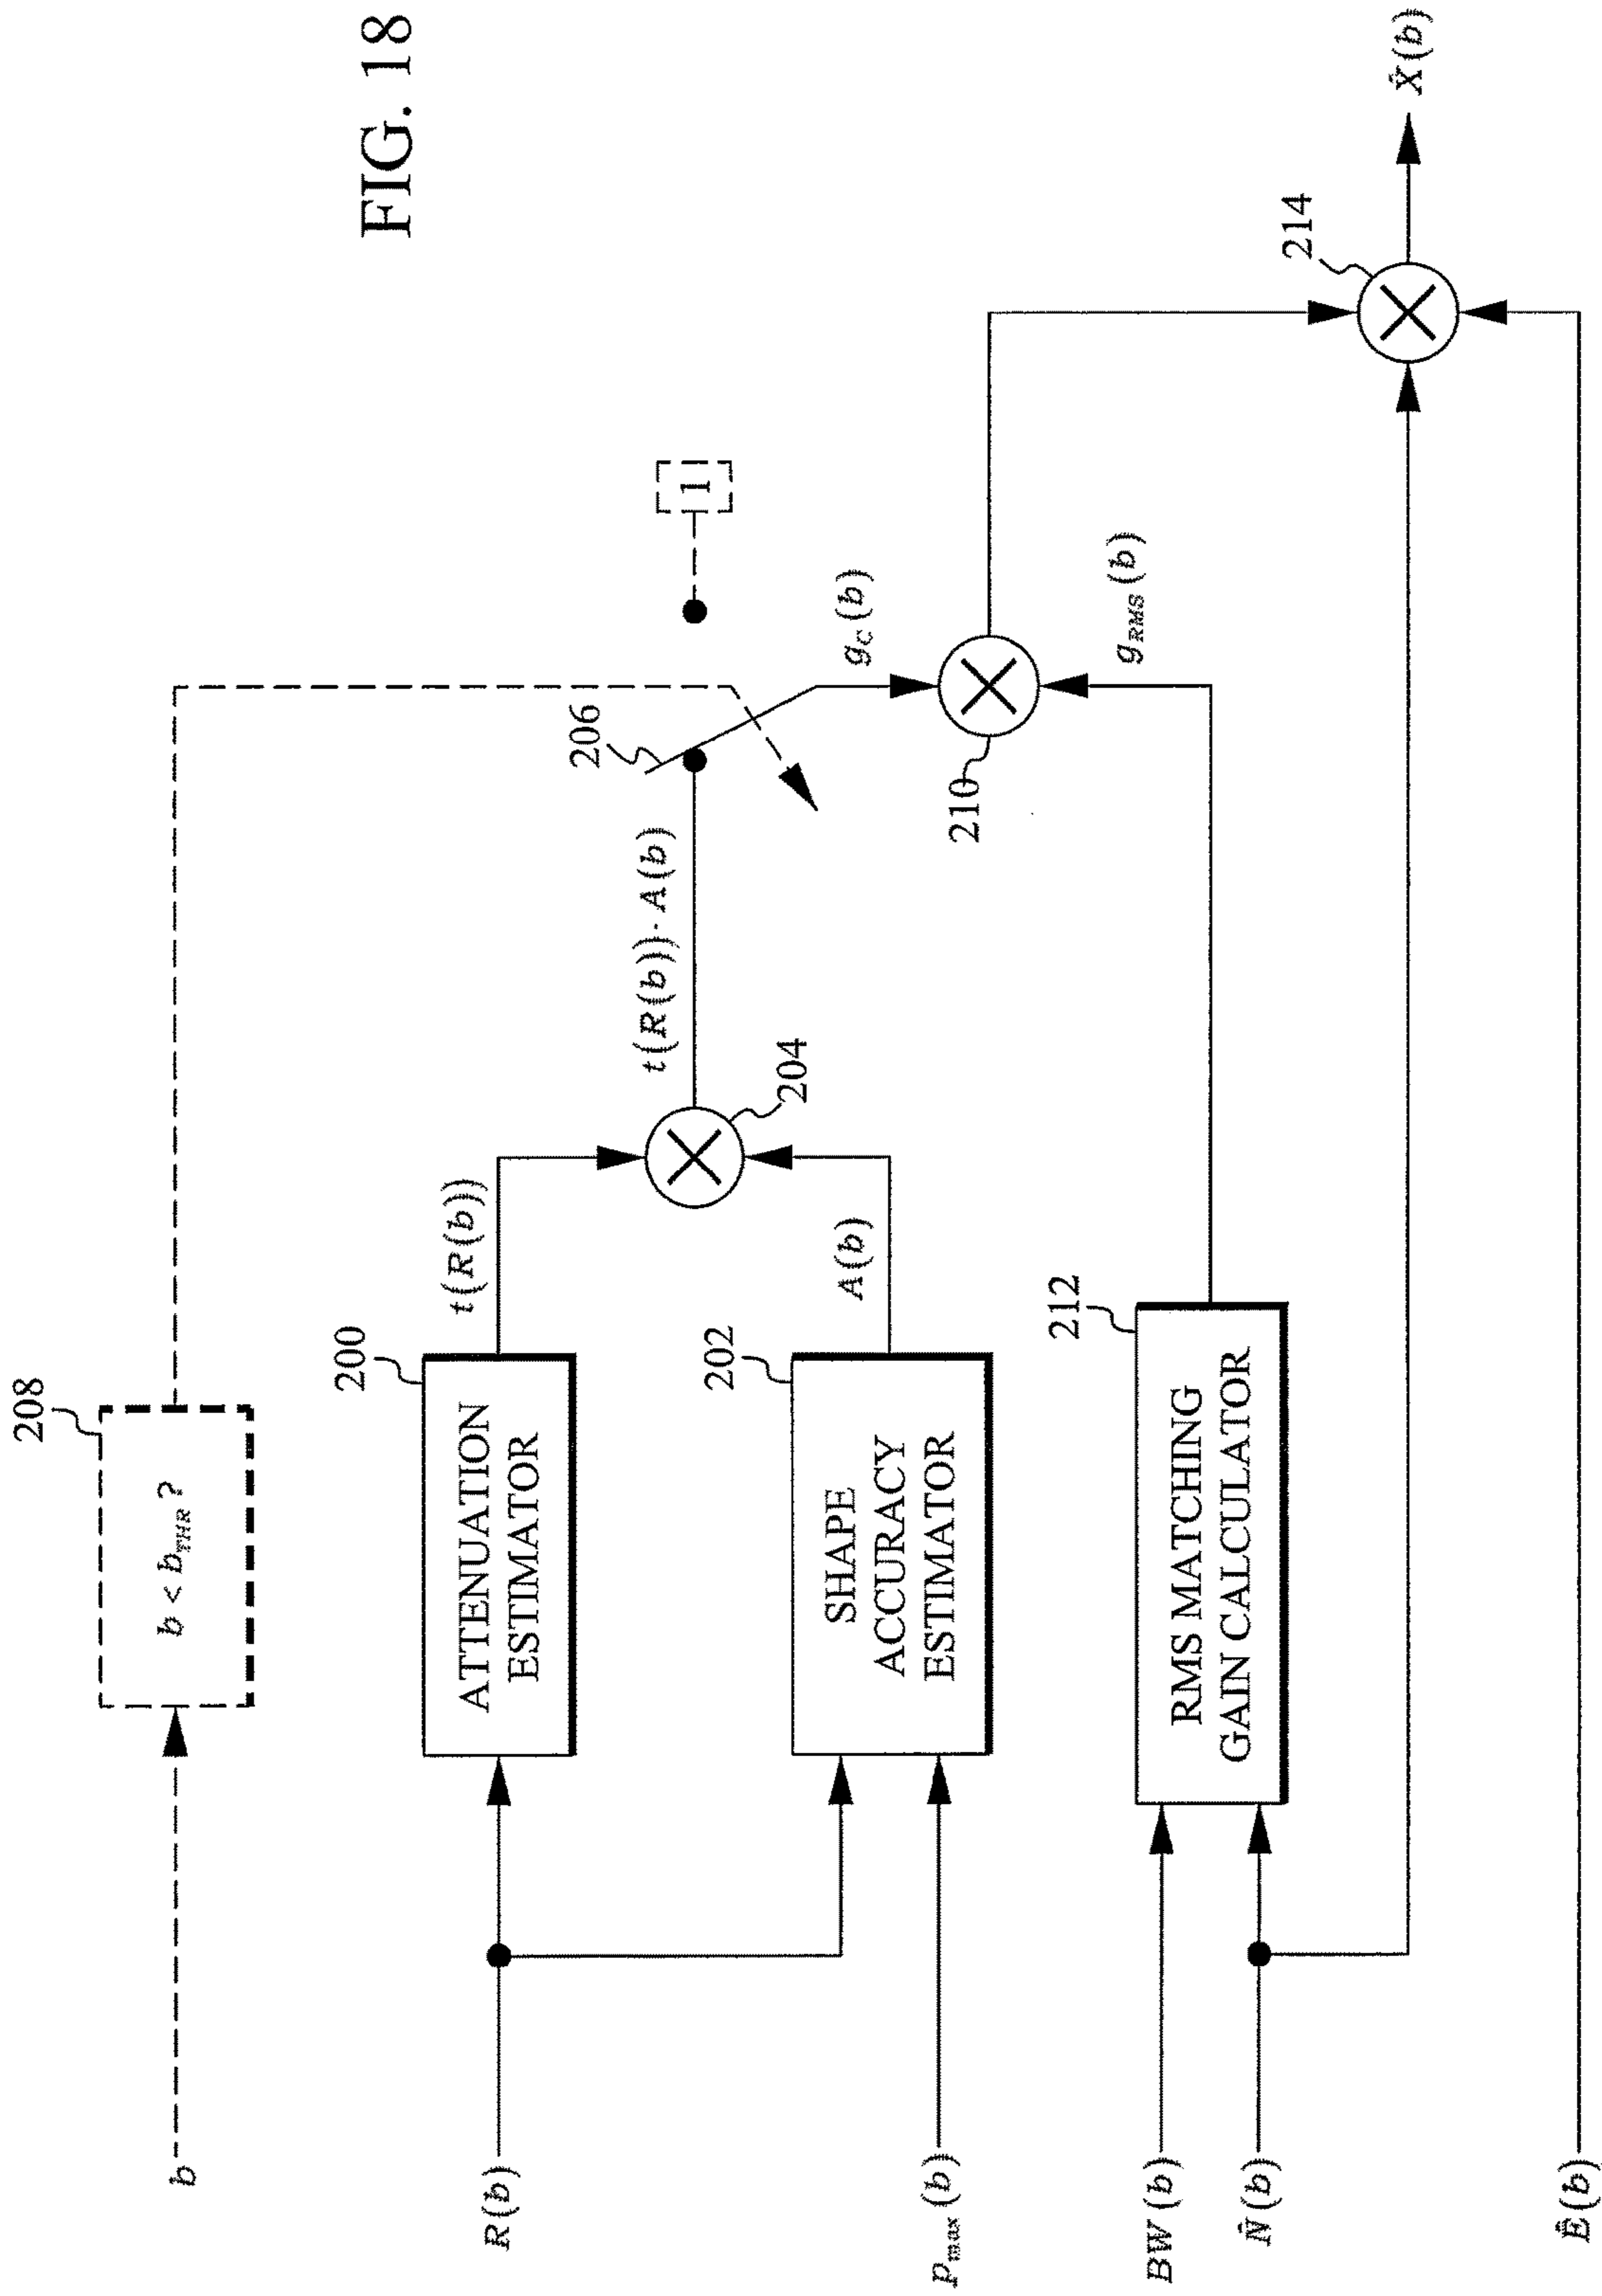 FIG. 18
208
b < b_THR ?
b
200
ATTENUATION
ESTIMATOR
t(R(b))
R(b)
202
SHAPE
ACCURACY
ESTIMATOR
A(b)
p_max(b)
204
t(R(b))· A(b)
206
1
g_C(b)
210
g_RMS(b)
212
RMS MATCHING
GAIN CALCULATOR
BW(b)
N̂(b)
214
X̂(b)
Ê(b)